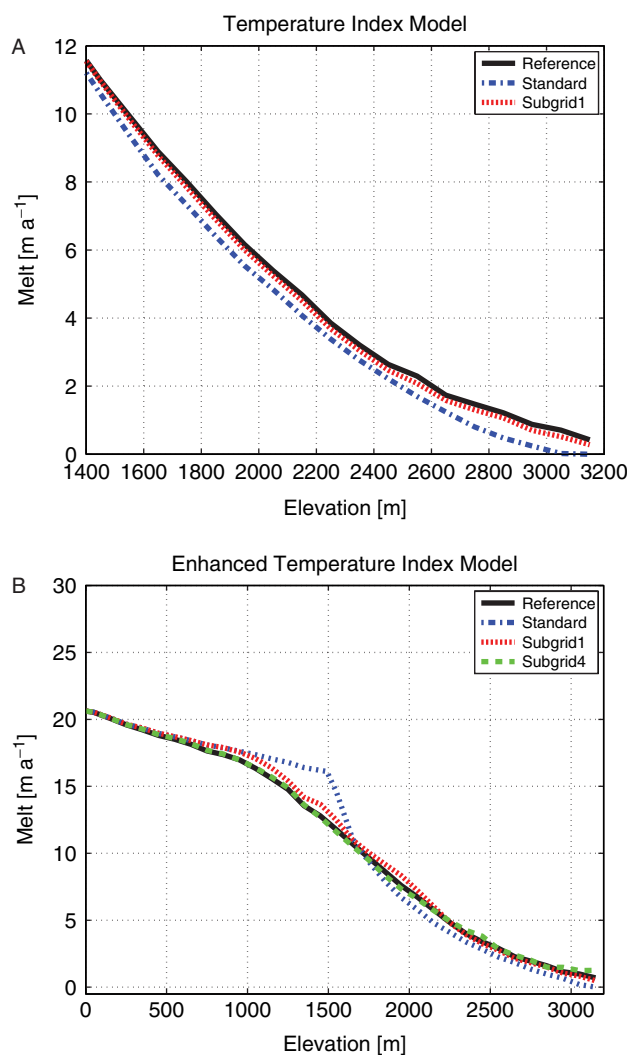 A
Temperature Index Model
12
10
8
6
4
2
0
Melt [m a⁻¹]
Reference
Standard
Subgrid1
1400 1600 1800 2000 2200 2400 2600 2800 3000 3200
Elevation [m]
B
Enhanced Temperature Index Model
30
25
20
15
10
5
0
Melt [m a⁻¹]
Reference
Standard
Subgrid1
Subgrid4
0 500 1000 1500 2000 2500 3000
Elevation [m]